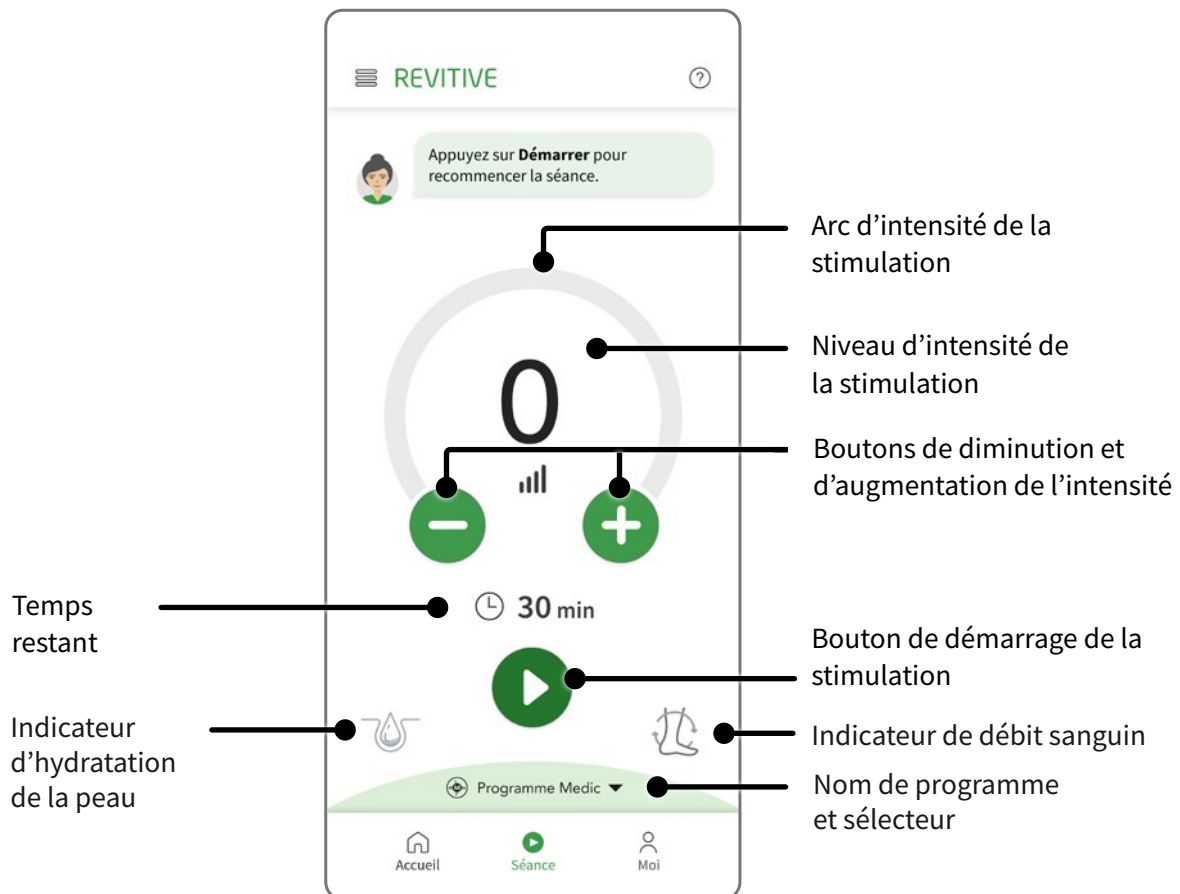 REVITIVE
?
Appuyez sur Démarrer pour
recommencer la séance.
Arc d’intensité de la
stimulation
Niveau d’intensité de
la stimulation
0
Boutons de diminution et
d’augmentation de l’intensité
Temps
restant
30 min
Bouton de démarrage de la
stimulation
Indicateur
d’hydratation
de la peau
Indicateur de débit sanguin
Programme Medic
Nom de programme
et sélecteur
Accueil
Séance
Moi